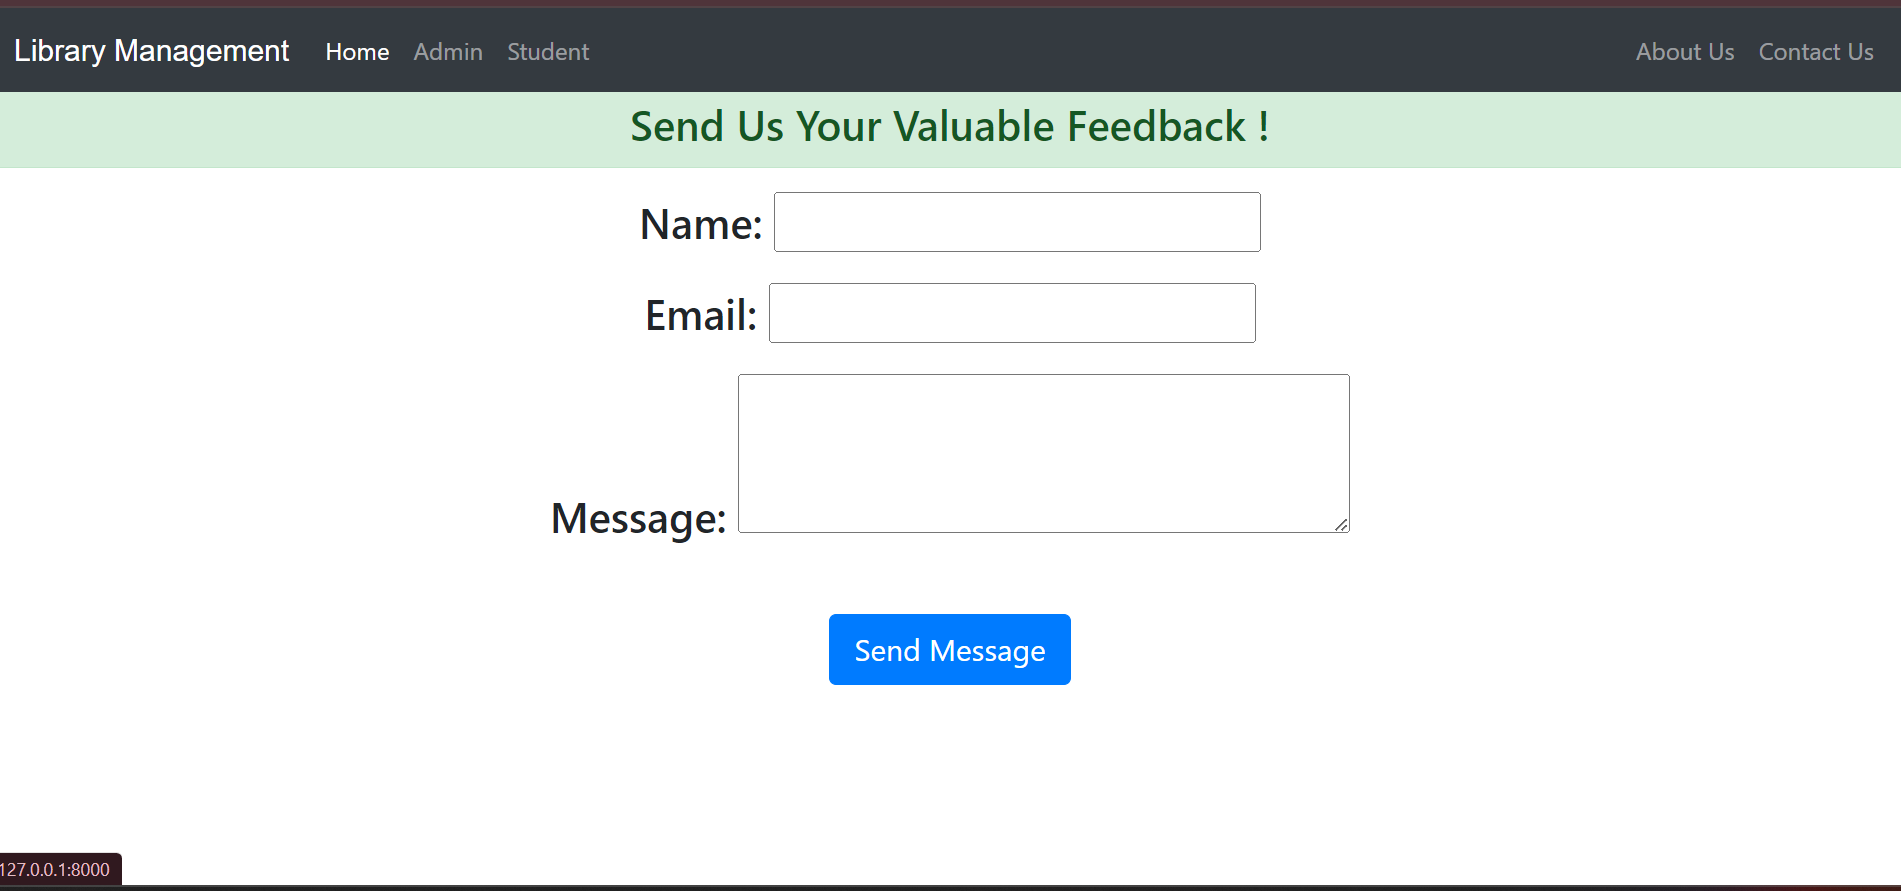 Library Management Home Admin Student About Us Contact Us
Send Us Your Valuable Feedback !
Name:
Email:
Message:
Send Message
127.0.0.1:8000